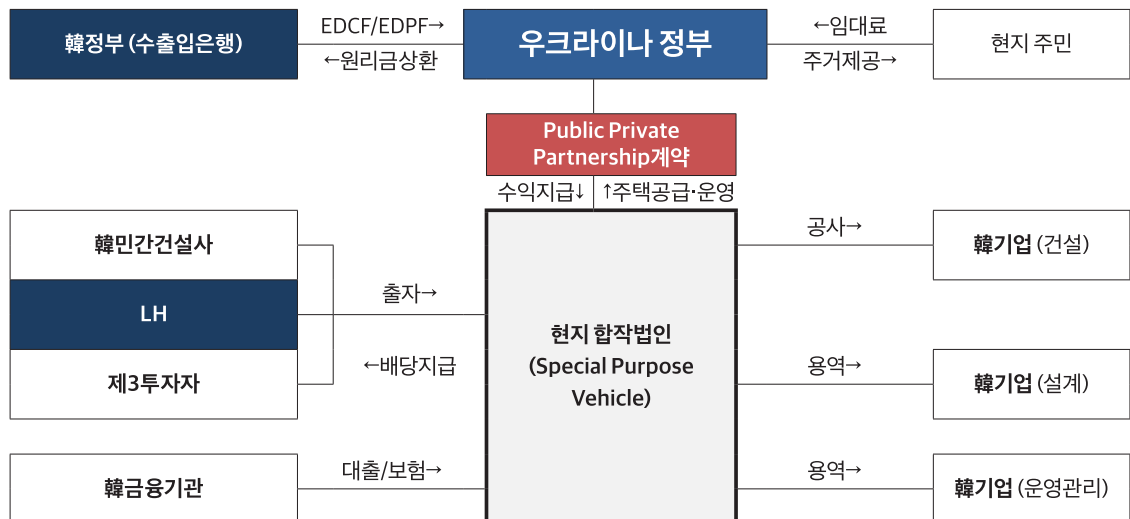 韓정부 (수출입은행)
EDCF/EDPF→
←원리금상환
우크라이나 정부
←임대료
주거제공→
현지 주민
Public Private
Partnership계약
수익지급↓
↑주택공급·운영
韓민간건설사
LH
제3투자자
출자→
←배당지급
현지 합작법인
(Special Purpose
Vehicle)
공사→
韓기업 (건설)
용역→
韓기업 (설계)
韓금융기관
대출/보험→
용역→
韓기업 (운영관리)